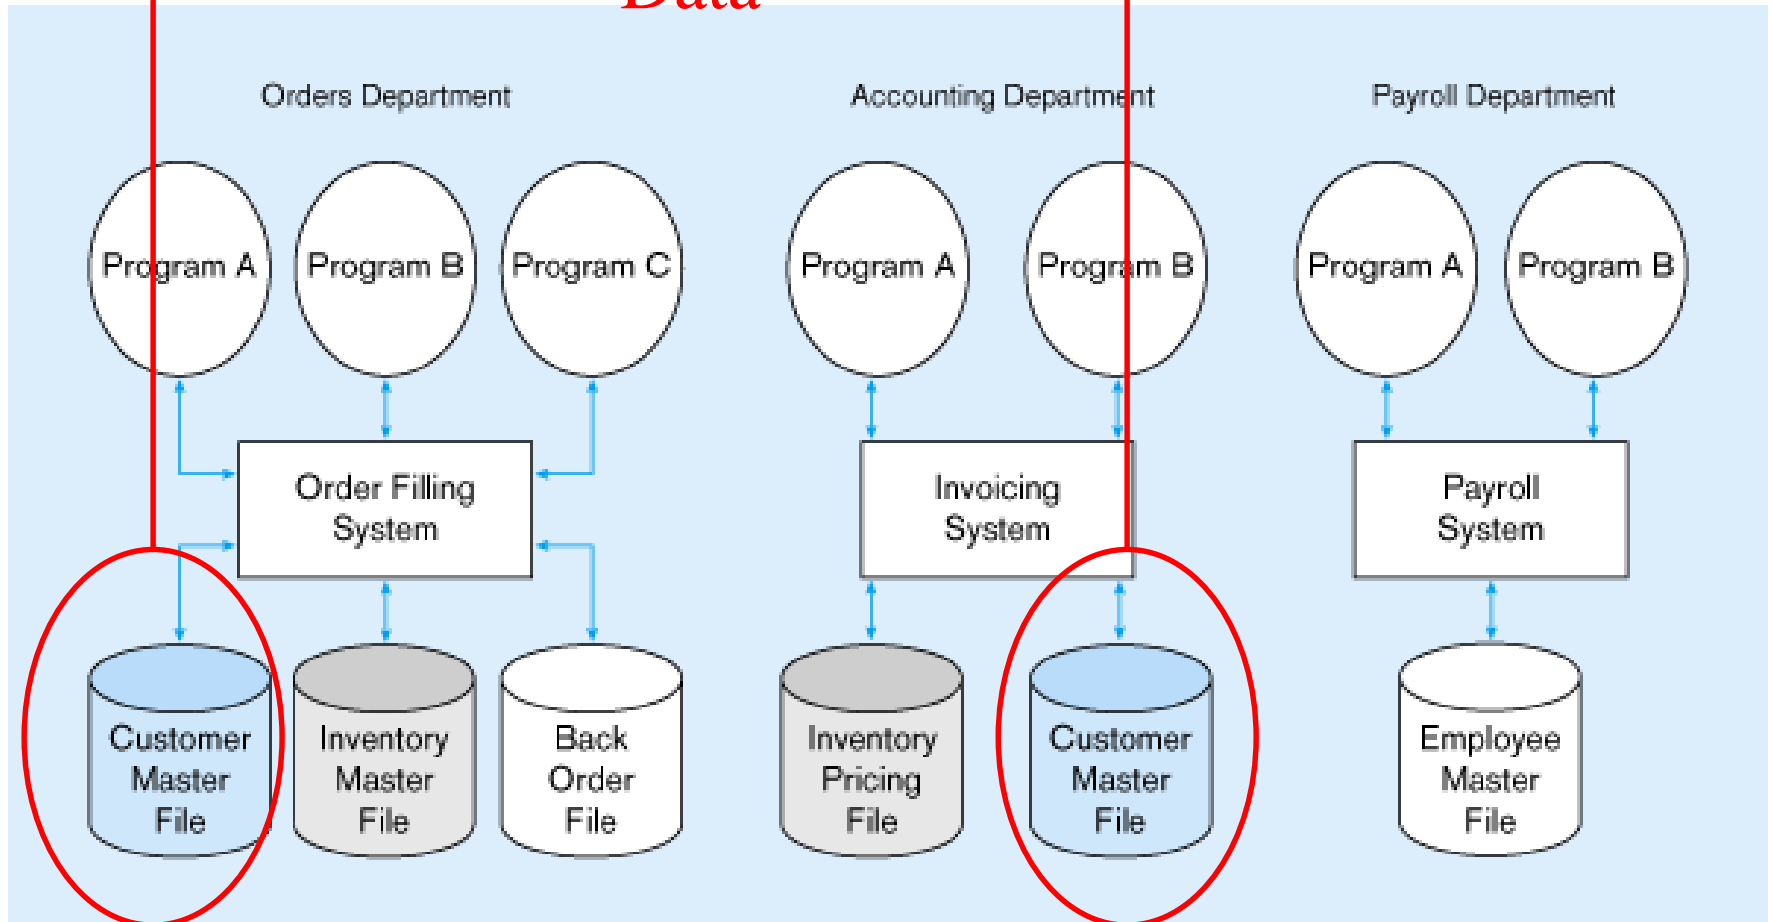 Data
Orders Department
Accounting Department
Payroll Department
Program A
Program B
Program C
Program A
Program B
Program A
Program B
Order Filling
System
Invoicing
System
Payroll
System
Customer
Master
File
Inventory
Master
File
Back
Order
File
Inventory
Pricing
File
Customer
Master
File
Employee
Master
File